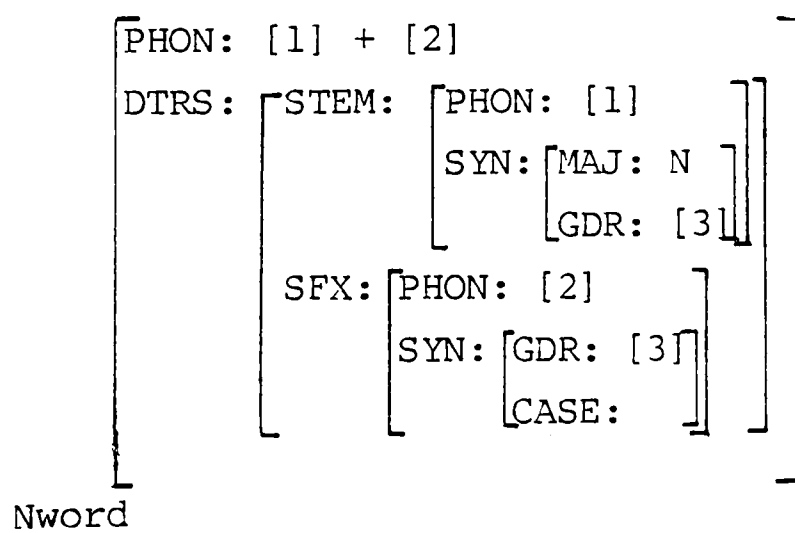 PHON: [1] + [2]
DTRS: STEM: PHON: [1]
SYN: MAJ: N
GDR: [3]
SFX: PHON: [2]
SYN: GDR: [3]
CASE:
Nword